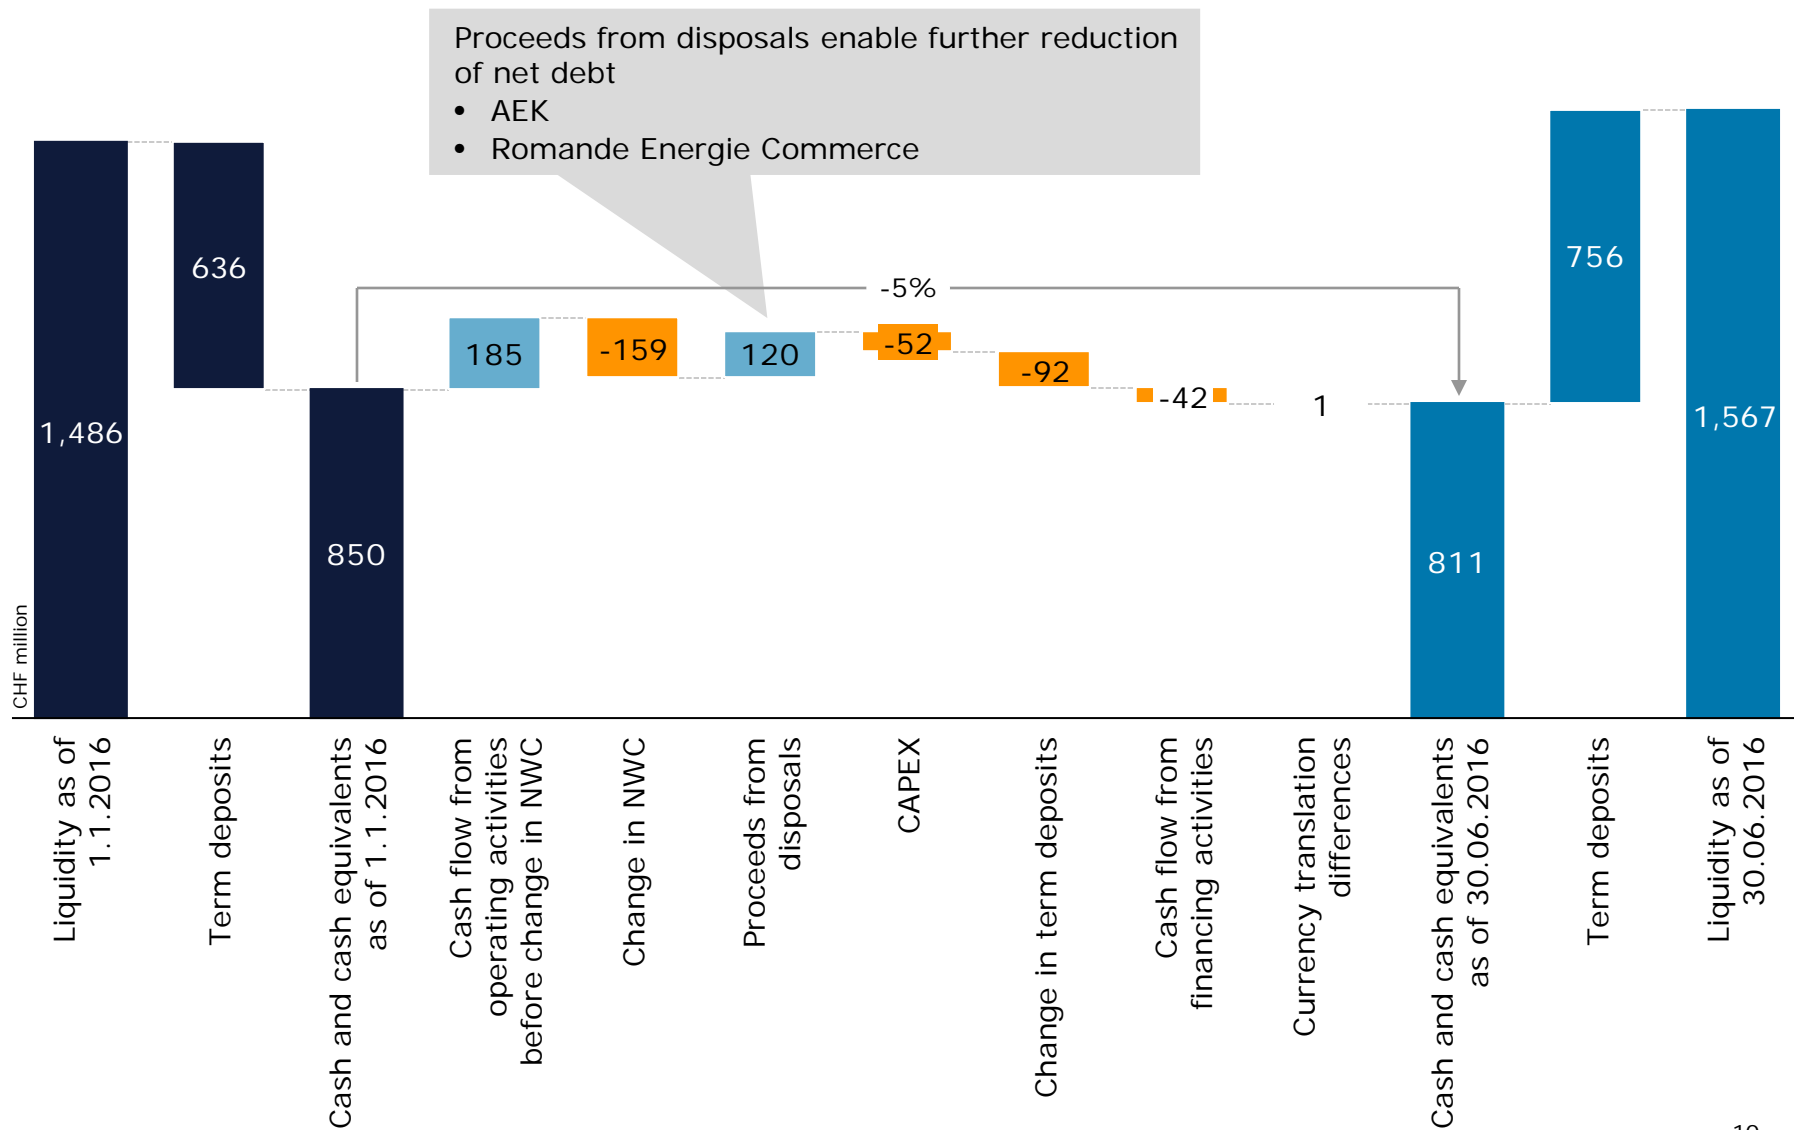 Proceeds from disposals enable further reduction
of net debt
• AEK
• Romande Energie Commerce
CHF million
1,486
636
850
185
-159
120
-52
-92
-42
1
811
756
1,567
-5%
Liquidity as of
1.1.2016
Term deposits
Cash and cash equivalents
as of 1.1.2016
Cash flow from
operating activities
before change in NWC
Change in NWC
Proceeds from
disposals
CAPEX
Change in term deposits
Cash flow from
financing activities
Currency translation
differences
Cash and cash equivalents
as of 30.06.2016
Term deposits
Liquidity as of
30.06.2016